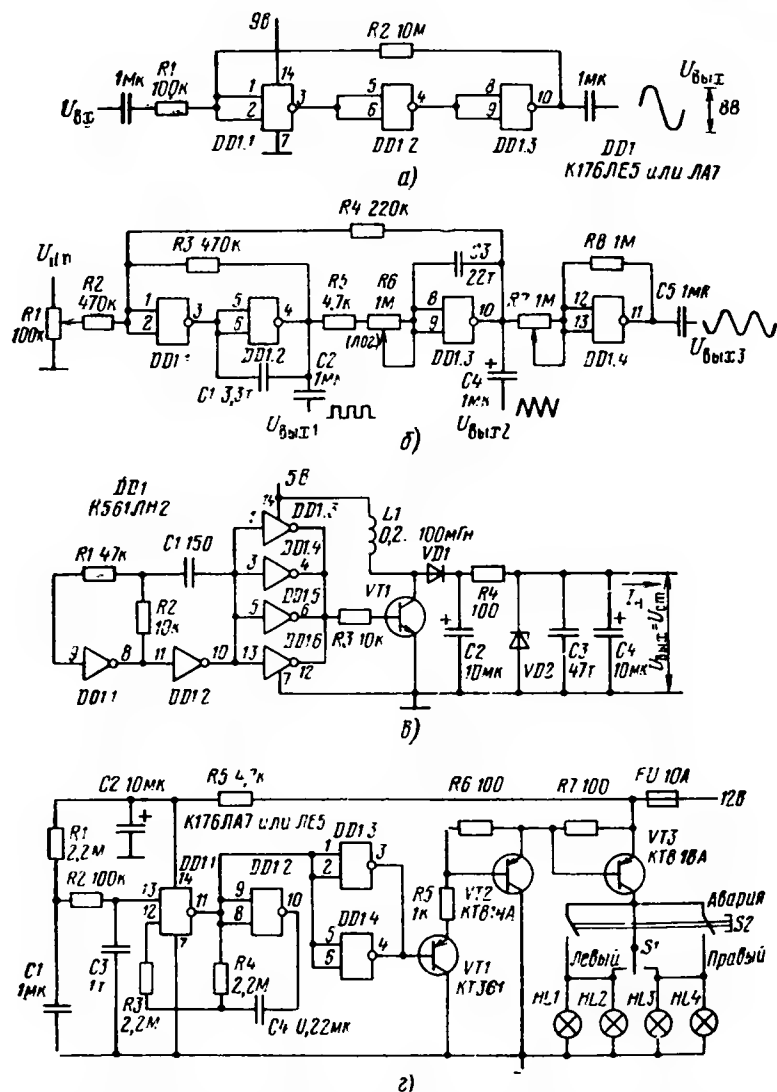 9в
R2 10М
1мк
R1
100к
Uвх
14
1
2
3
7
DD1.1
5
6
4
DD1.2
8
9
10
DD1.3
1мк
Uвых
8В
DD1
К176ЛЕ5 или ЛА7
а)
R4 220к
R3 470к
R1
100к
R2
470к
1
2
3
5
6
4
DD1.2
C1 3,3т
C2
1мк
Uвых1
R5
4,7к
R6
1М
C3
22т
8
9
10
DD1.3
C4
1мк
Uвых2
1М
R8 1М
12
13
11
DD1.4
C5 1мк
Uвых3
б)
DD1
К561ЛН2
R1 47к
C1 150
R2
10к
9
8
DD1.1
11
10
DD1.2
5В
14
DD1.3
1
DD1.4
3
4
DD1.5
5
6
DD1.6
13
12
7
R3 10к
VT1
L1
100мГн
VD1
R4
100
C2
10мк
VD2
C3
47т
C4
10мк
Uвых=Uст
в)
C2 10мк
R1
2,2М
R2 100к
C1
1мк
C3
1т
R3
2,2М
К176ЛА7 или ЛЕ5
13
14
12
11
7
DD1.1
DD1.2
9
8
10
R4
2,2М
C4 0,22мк
DD1.3
1
2
3
DD1.4
5
6
4
R5
1к
VT1
КТ361
R6 100
R7 100
VT2
КТ814А
FU 10А
12В
VT3
КТ818А
Авария
S2
S1
Левый
Правый
HL1
HL2
HL3
HL4
г)